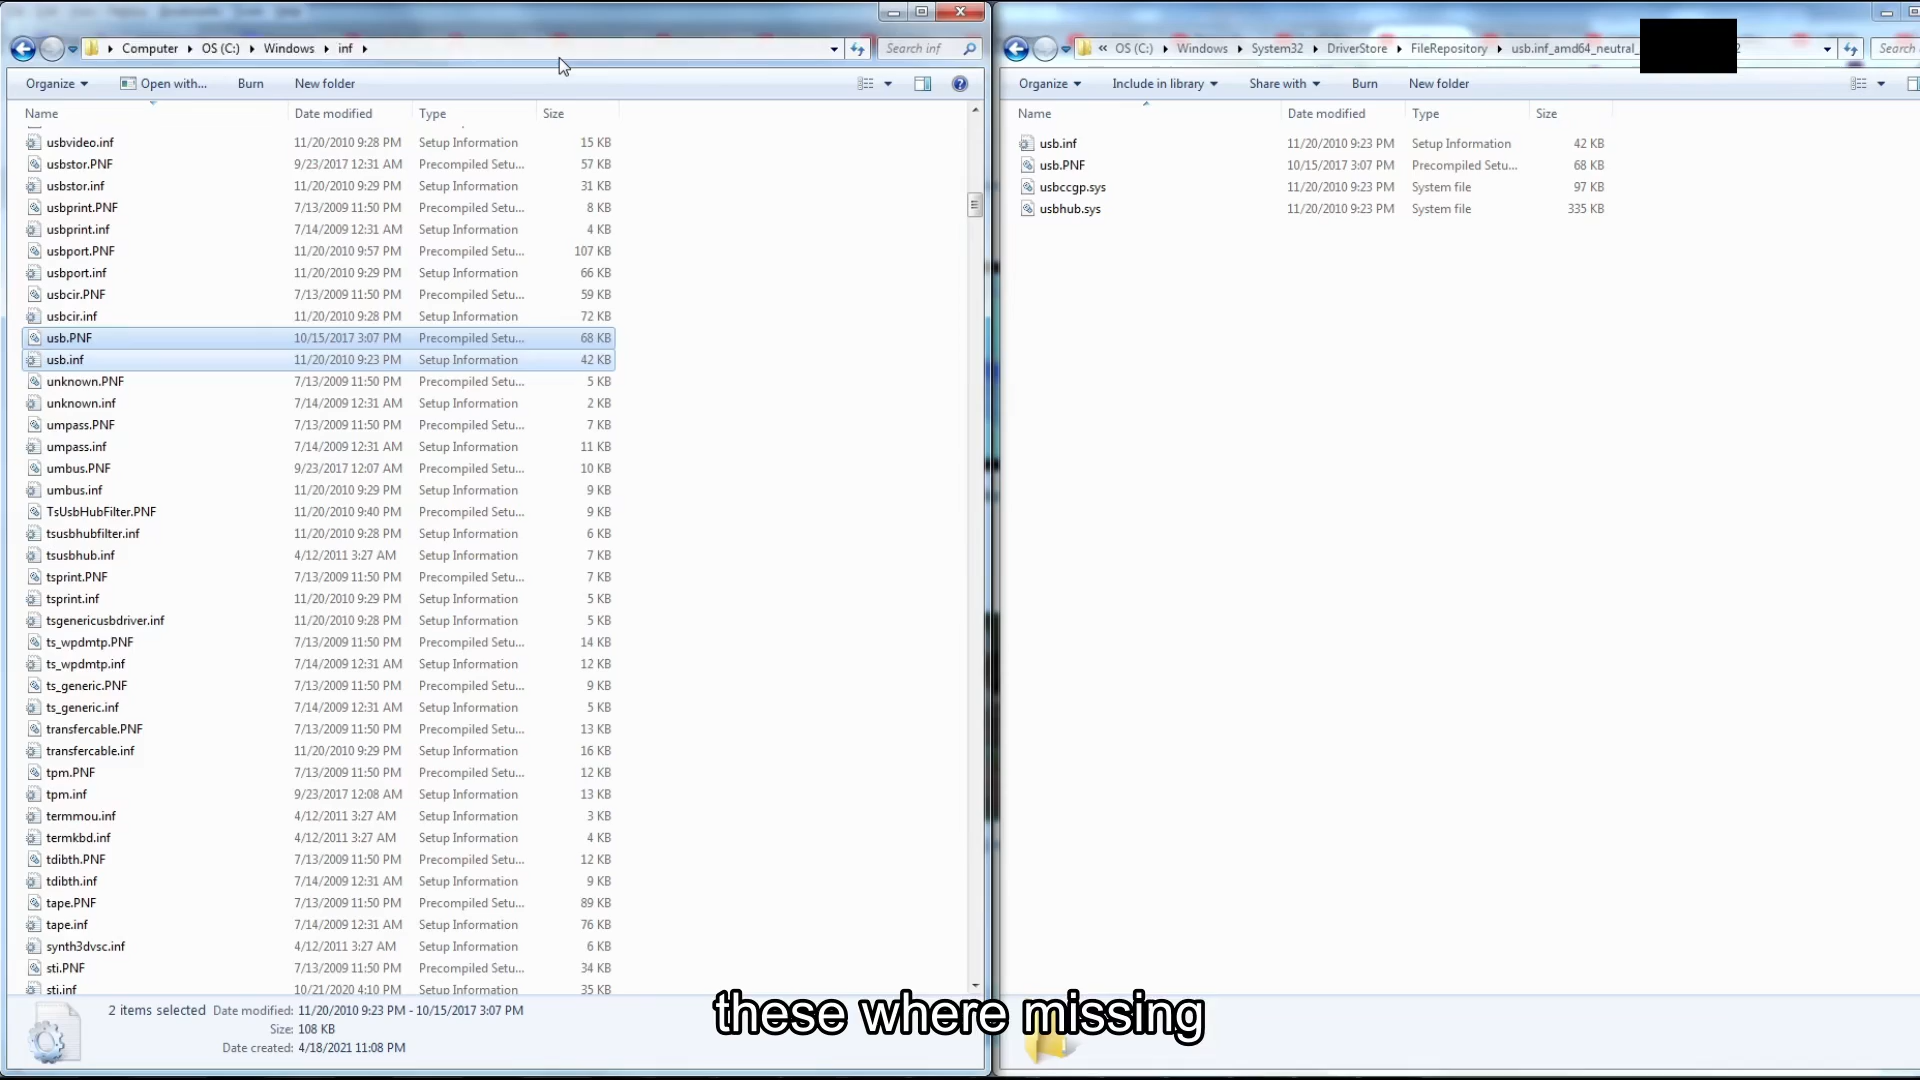 Computer OS (C:) Windows inf
Search inf
Organize Open with... Burn New folder
Name Date modified Type Size
usbvideo.inf 11/20/2010 9:28 PM Setup Information 15 KB
usbstor.PNF 9/23/2017 12:31 AM Precompiled Setu... 57 KB
usbstor.inf 11/20/2010 9:29 PM Setup Information 31 KB
usbprint.PNF 7/13/2009 11:50 PM Precompiled Setu... 8 KB
usbprint.inf 7/14/2009 12:31 AM Setup Information 4 KB
usbport.PNF 11/20/2010 9:57 PM Precompiled Setu... 107 KB
usbport.inf 11/20/2010 9:29 PM Setup Information 66 KB
usbcir.PNF 7/13/2009 11:50 PM Precompiled Setu... 59 KB
usbcir.inf 11/20/2010 9:28 PM Setup Information 72 KB
usb.PNF 10/15/2017 3:07 PM Precompiled Setu... 68 KB
usb.inf 11/20/2010 9:23 PM Setup Information 42 KB
unknown.PNF 7/13/2009 11:50 PM Precompiled Setu... 5 KB
unknown.inf 7/14/2009 12:31 AM Setup Information 2 KB
umpass.PNF 7/13/2009 11:50 PM Precompiled Setu... 7 KB
umpass.inf 7/14/2009 12:31 AM Setup Information 11 KB
umbus.PNF 9/23/2017 12:07 AM Precompiled Setu... 10 KB
umbus.inf 11/20/2010 9:29 PM Setup Information 9 KB
TsUsbHubFilter.PNF 11/20/2010 9:40 PM Precompiled Setu... 9 KB
tsusbhubfilter.inf 11/20/2010 9:28 PM Setup Information 6 KB
tsusbhub.inf 4/12/2011 3:27 AM Setup Information 7 KB
tsprint.PNF 7/13/2009 11:50 PM Precompiled Setu... 7 KB
tsprint.inf 11/20/2010 9:29 PM Setup Information 5 KB
tsgenericusbdriver.inf 11/20/2010 9:28 PM Setup Information 5 KB
ts_wpdmtp.PNF 7/13/2009 11:50 PM Precompiled Setu... 14 KB
ts_wpdmtp.inf 7/14/2009 12:31 AM Setup Information 12 KB
ts_generic.PNF 7/13/2009 11:50 PM Precompiled Setu... 9 KB
ts_generic.inf 7/14/2009 12:31 AM Setup Information 5 KB
transfercable.PNF 7/13/2009 11:50 PM Precompiled Setu... 13 KB
transfercable.inf 11/20/2010 9:29 PM Setup Information 16 KB
tpm.PNF 7/13/2009 11:50 PM Precompiled Setu... 12 KB
tpm.inf 9/23/2017 12:08 AM Setup Information 13 KB
termmou.inf 4/12/2011 3:27 AM Setup Information 3 KB
termkbd.inf 4/12/2011 3:27 AM Setup Information 4 KB
tdibth.PNF 7/13/2009 11:50 PM Precompiled Setu... 12 KB
tdibth.inf 7/14/2009 12:31 AM Setup Information 9 KB
tape.PNF 7/13/2009 11:50 PM Precompiled Setu... 89 KB
tape.inf 7/14/2009 12:31 AM Setup Information 76 KB
synth3dvsc.inf 4/12/2011 3:27 AM Setup Information 6 KB
sti.PNF 7/13/2009 11:50 PM Precompiled Setu... 34 KB
sti.inf 10/21/2020 4:10 PM Setup Information 35 KB
2 items selected Date modified: 11/20/2010 9:23 PM - 10/15/2017 3:07 PM
Size: 108 KB
Date created: 4/18/2021 11:08 PM
« OS (C:) Windows System32 DriverStore FileRepository usb.inf_amd64_neutral_ 2
Search
Organize Include in library Share with Burn New folder
Name Date modified Type Size
usb.inf 11/20/2010 9:23 PM Setup Information 42 KB
usb.PNF 10/15/2017 3:07 PM Precompiled Setu... 68 KB
usbccgp.sys 11/20/2010 9:23 PM System file 97 KB
usbhub.sys 11/20/2010 9:23 PM System file 335 KB
these where missing